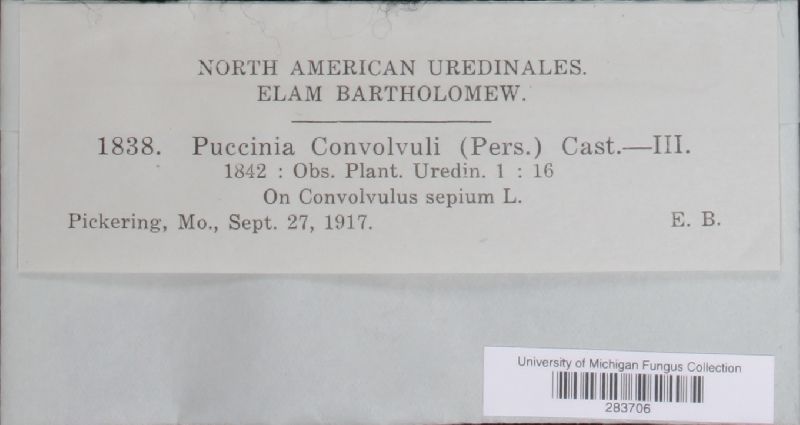 NORTH AMERICAN UREDINALES.
ELAM BARTHOLOMEW.
1838. Puccinia Convolvuli (Pers.) Cast.—III.
1842 : Obs. Plant. Uredin. 1 : 16
On Convolvulus sepium L.
Pickering, Mo., Sept. 27, 1917. E. B.
University of Michigan Fungus Collection
283706